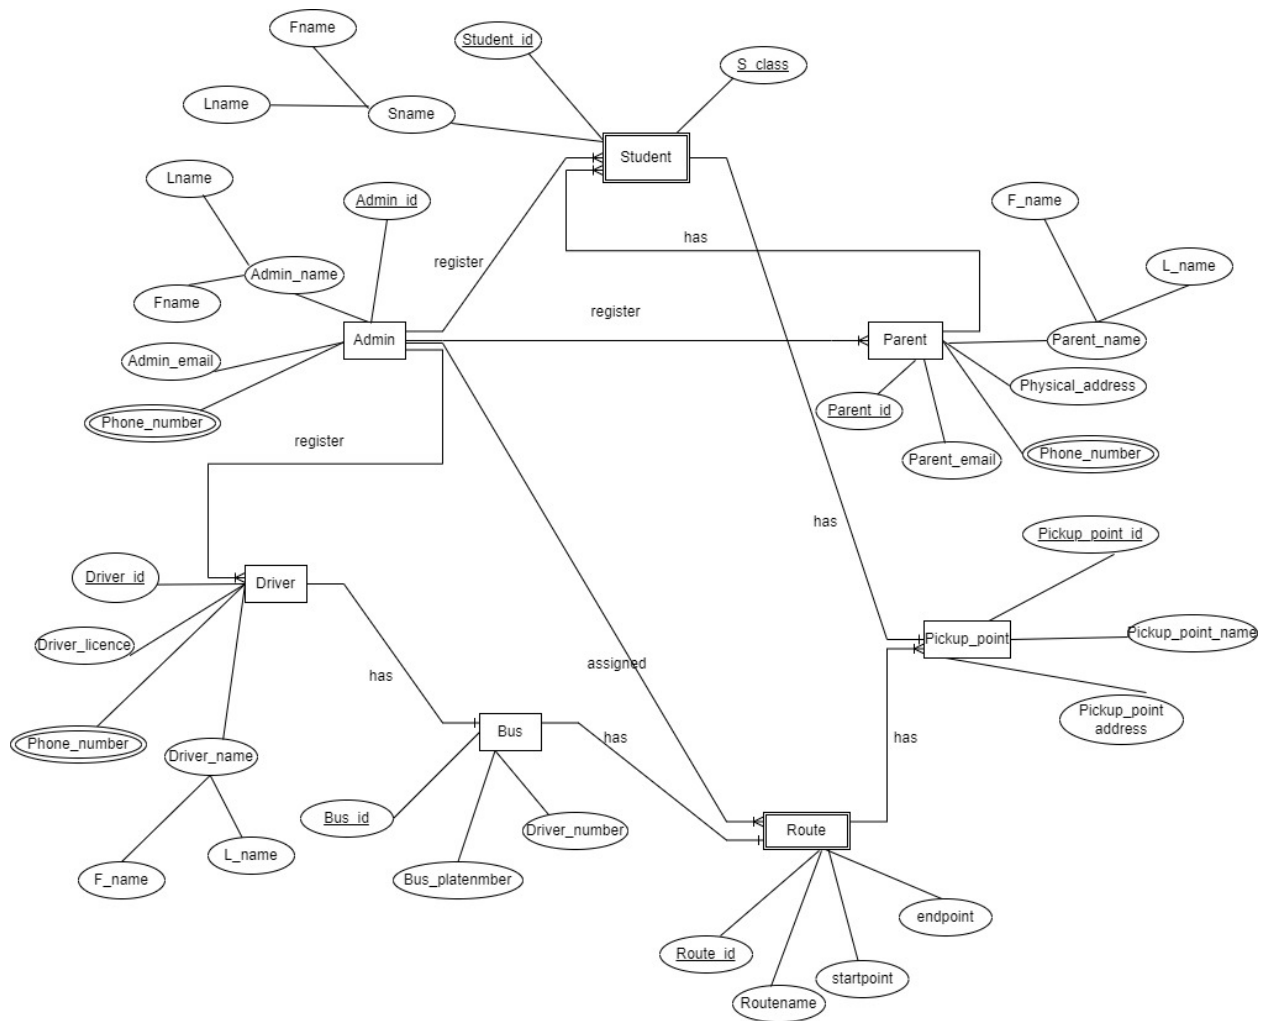 Fname
Student_id
S_class
Lname
Sname
Student
Lname
Admin_id
F_name
has
register
Admin_name
L_name
Fname
register
Admin
Parent
Parent_name
Admin_email
Physical_address
Parent_id
Phone_number
register
Parent_email
Phone_number
has
Pickup_point_id
Driver_id
Driver
Driver_licence
Pickup_point
Pickup_point_name
assigned
has
Pickup_point
address
Phone_number
Driver_name
Bus
has
has
Bus_id
Driver_number
Route
L_name
F_name
Bus_platenmber
endpoint
Route_id
startpoint
Routename